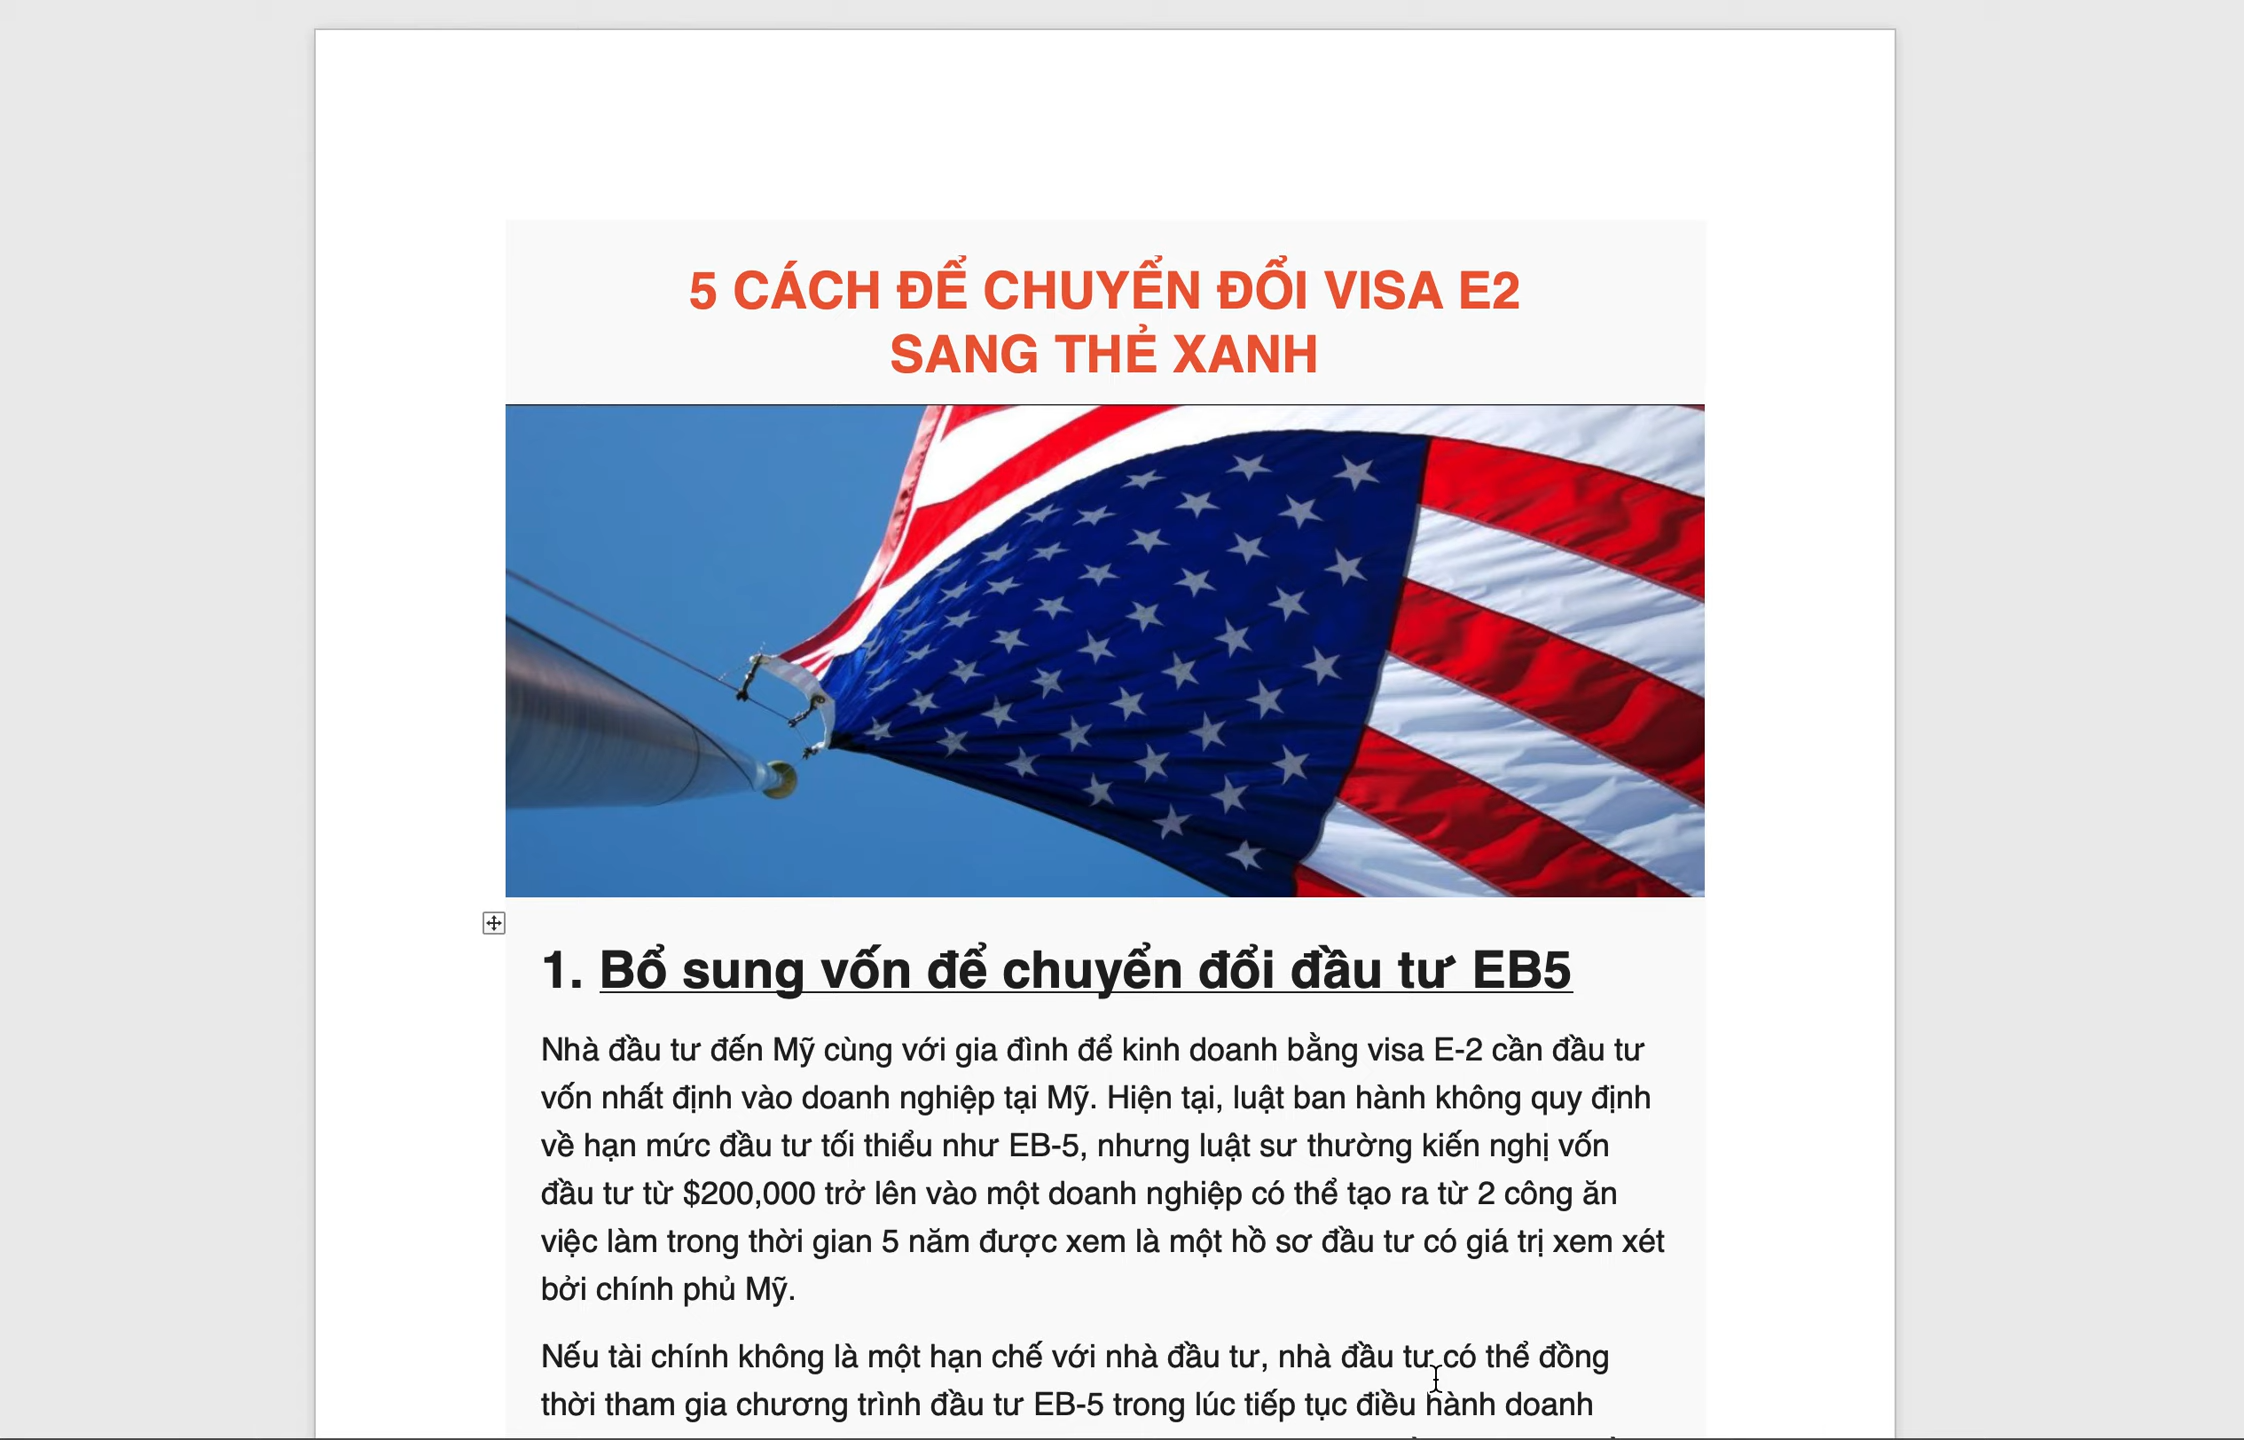 5 CÁCH ĐỂ CHUYỂN ĐỔI VISA E2
SANG THẺ XANH
1. Bổ sung vốn để chuyển đổi đầu tư EB5
Nhà đầu tư đến Mỹ cùng với gia đình để kinh doanh bằng visa E-2 cần đầu tư
vốn nhất định vào doanh nghiệp tại Mỹ. Hiện tại, luật ban hành không quy định
về hạn mức đầu tư tối thiểu như EB-5, nhưng luật sư thường kiến nghị vốn
đầu tư từ $200,000 trở lên vào một doanh nghiệp có thể tạo ra từ 2 công ăn
việc làm trong thời gian 5 năm được xem là một hồ sơ đầu tư có giá trị xem xét
bởi chính phủ Mỹ.
Nếu tài chính không là một hạn chế với nhà đầu tư, nhà đầu tư có thể đồng
thời tham gia chương trình đầu tư EB-5 trong lúc tiếp tục điều hành doanh